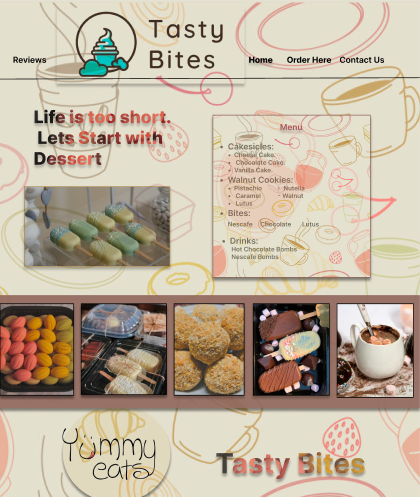 Tasty
Bites
Reviews
Home
Order Here
Contact Us
Life is too short.
Lets Start with
Dessert
Menu
• Cakesicles:
• Cheese Cake.
• Chocolate Cake.
• Vanilla Cake.
• Walnut Cookies:
• Pistachio - Nutella
• Caramel - Walnut
• Lutus
• Bites:
Nescafe Chocolate Lutus
• Drinks:
Hot Chocolate Bombs
Nescafe Bombs
Yummy
eats
Tasty Bites